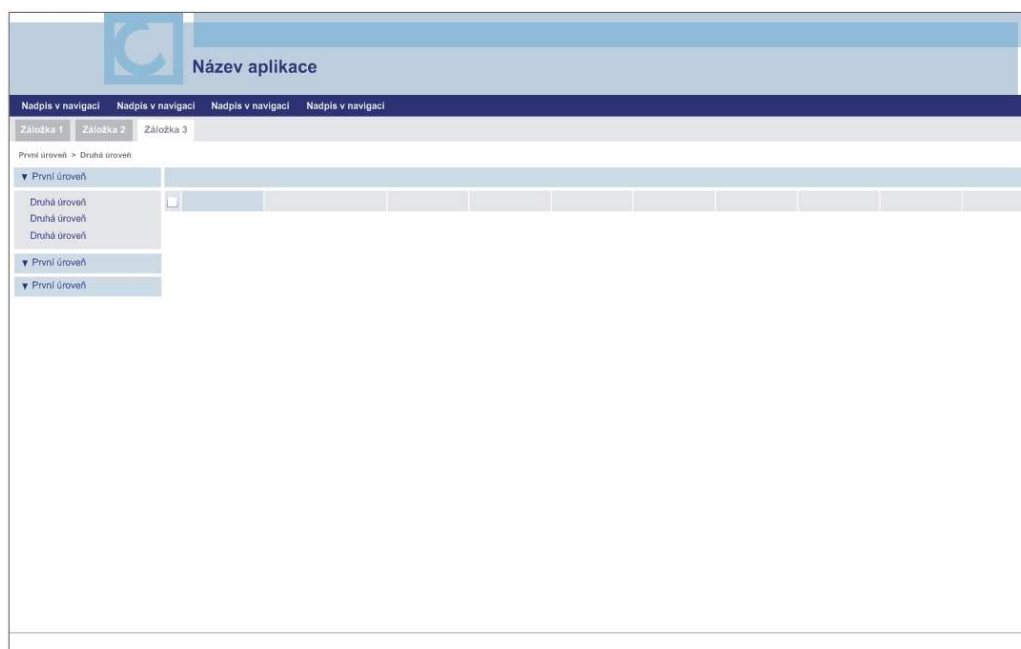 Název aplikace
Nadpis v navigaci Nadpis v navigaci Nadpis v navigaci Nadpis v navigaci
Záložka 1 Záložka 2 Záložka 3
První úroveň > Druhá úroveň
▼ První úroveň
Druhá úroveň
Druhá úroveň
Druhá úroveň
▼ První úroveň
▼ První úroveň